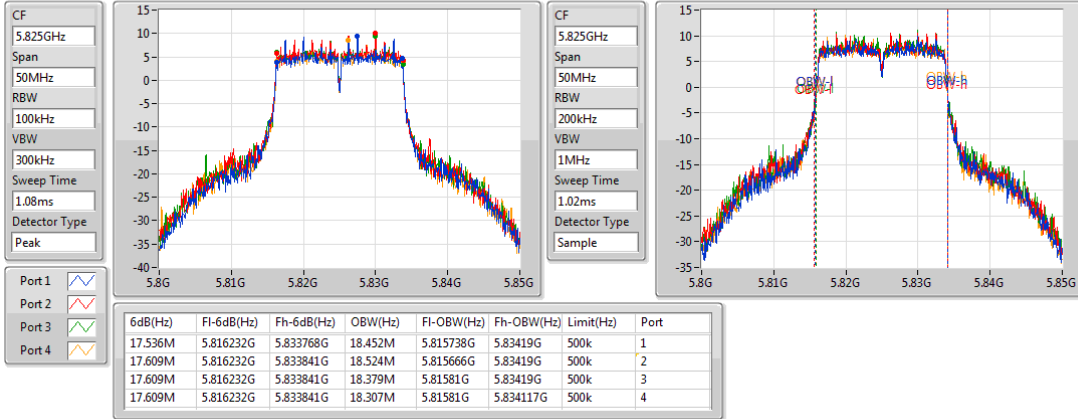 CF
5.825GHz
Span
50MHz
RBW
100kHz
VBW
300kHz
Sweep Time
1.08ms
Detector Type
Peak
15
10
5
0
-5
-10
-15
-20
-25
-30
-35
-40
5.8G 5.81G 5.82G 5.83G 5.84G 5.85G
CF
5.825GHz
Span
50MHz
RBW
200kHz
VBW
1MHz
Sweep Time
1.02ms
Detector Type
Sample
15
10
5
0
-5
-10
-15
-20
-25
-30
-35
OBW-l OBW-h
5.8G 5.81G 5.82G 5.83G 5.84G 5.85G
Port 1
Port 2
Port 3
Port 4
6dB(Hz) Fl-6dB(Hz) Fh-6dB(Hz) OBW(Hz) Fl-OBW(Hz) Fh-OBW(Hz) Limit(Hz) Port
17.536M 5.816232G 5.833768G 18.452M 5.815738G 5.83419G 500k 1
17.609M 5.816232G 5.833841G 18.524M 5.815666G 5.83419G 500k 2
17.609M 5.816232G 5.833841G 18.379M 5.81581G 5.83419G 500k 3
17.609M 5.816232G 5.833841G 18.307M 5.81581G 5.834117G 500k 4